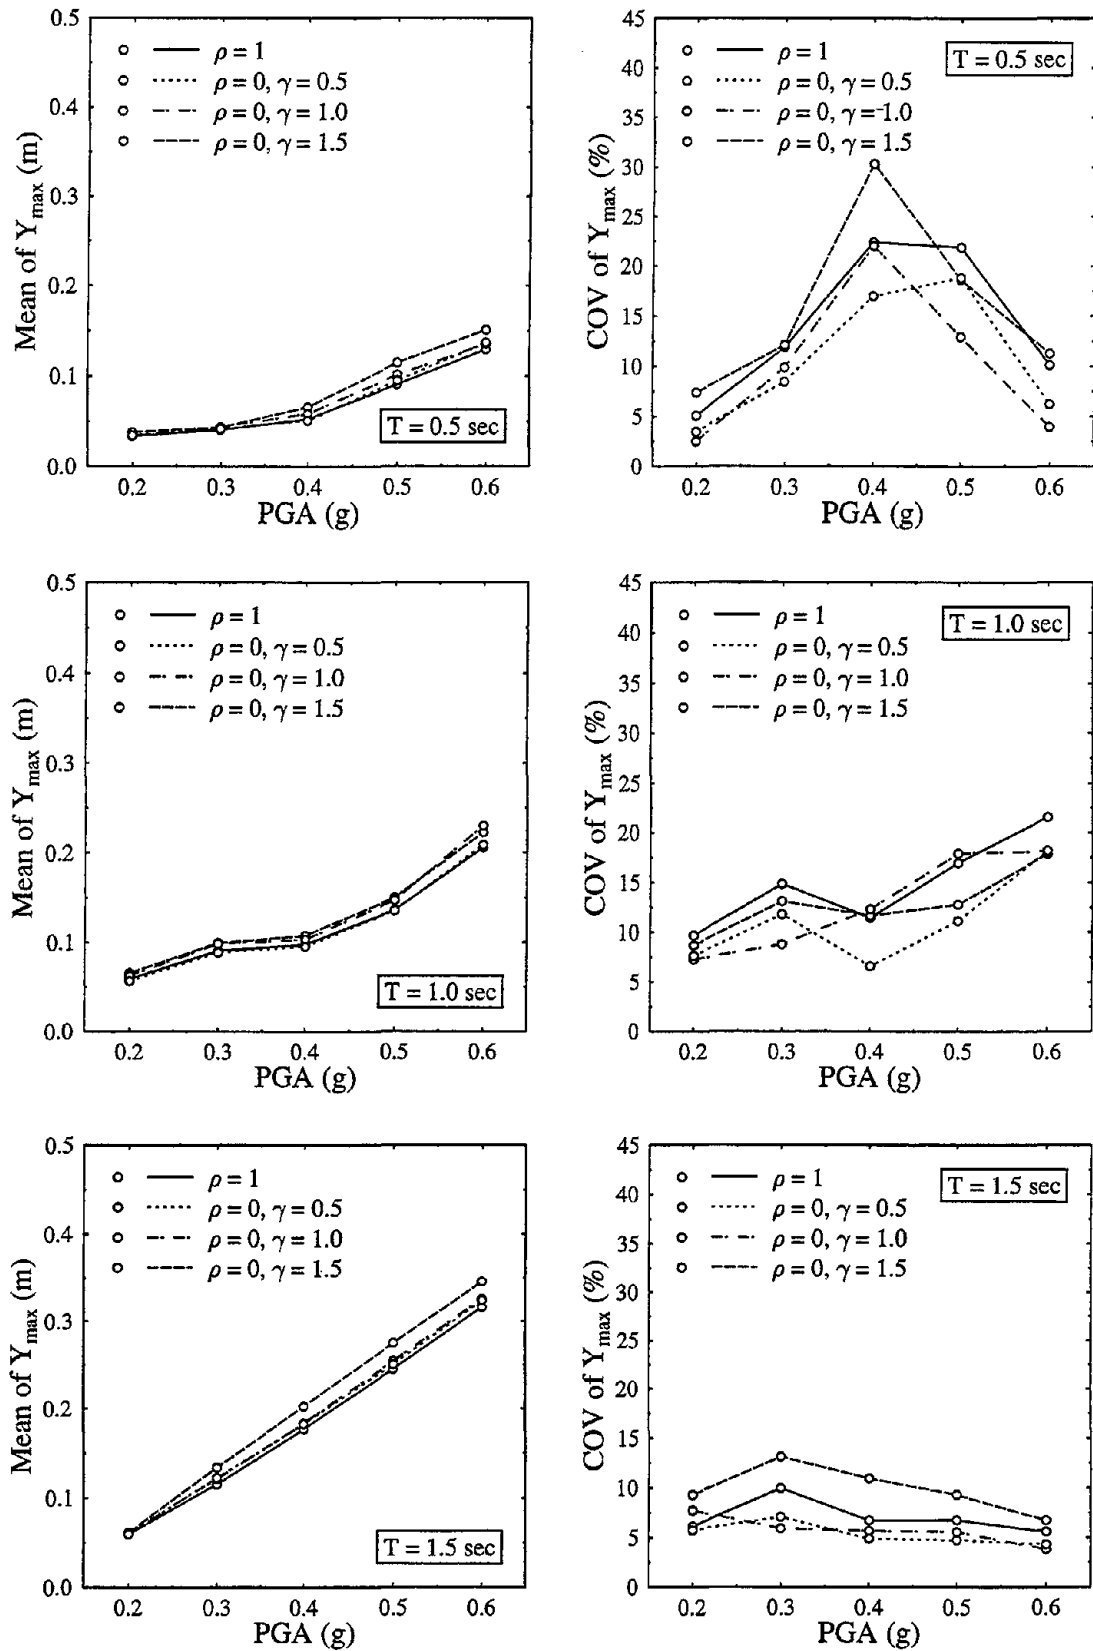 Mean of Y_max (m)
0.5
0.4
0.3
0.2
0.1
0.0
ρ = 1
ρ = 0, γ = 0.5
ρ = 0, γ = 1.0
ρ = 0, γ = 1.5
T = 0.5 sec
0.2 0.3 0.4 0.5 0.6
PGA (g)
COV of Y_max (%)
45
40
35
30
25
20
15
10
5
0
ρ = 1
ρ = 0, γ = 0.5
ρ = 0, γ = 1.0
ρ = 0, γ = 1.5
T = 0.5 sec
0.2 0.3 0.4 0.5 0.6
PGA (g)
Mean of Y_max (m)
0.5
0.4
0.3
0.2
0.1
0.0
ρ = 1
ρ = 0, γ = 0.5
ρ = 0, γ = 1.0
ρ = 0, γ = 1.5
T = 1.0 sec
0.2 0.3 0.4 0.5 0.6
PGA (g)
COV of Y_max (%)
45
40
35
30
25
20
15
10
5
0
ρ = 1
ρ = 0, γ = 0.5
ρ = 0, γ = 1.0
ρ = 0, γ = 1.5
T = 1.0 sec
0.2 0.3 0.4 0.5 0.6
PGA (g)
Mean of Y_max (m)
0.5
0.4
0.3
0.2
0.1
0.0
ρ = 1
ρ = 0, γ = 0.5
ρ = 0, γ = 1.0
ρ = 0, γ = 1.5
T = 1.5 sec
0.2 0.3 0.4 0.5 0.6
PGA (g)
COV of Y_max (%)
45
40
35
30
25
20
15
10
5
0
ρ = 1
ρ = 0, γ = 0.5
ρ = 0, γ = 1.0
ρ = 0, γ = 1.5
T = 1.5 sec
0.2 0.3 0.4 0.5 0.6
PGA (g)